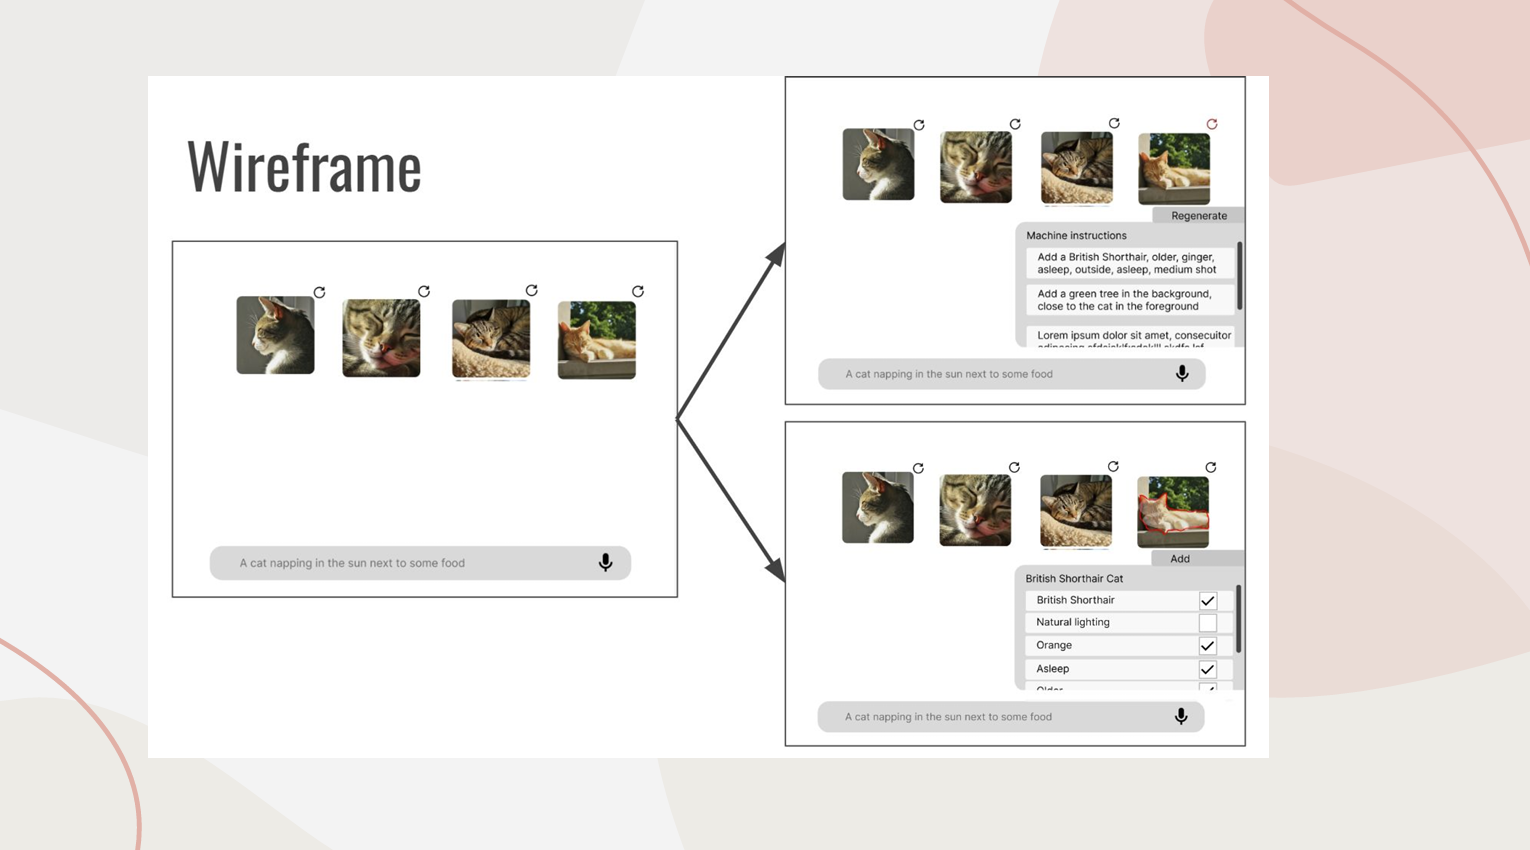 Wireframe
A cat napping in the sun next to some food
Regenerate
Machine instructions
Add a British Shorthair, older, ginger,
asleep, outside, asleep, medium shot
Add a green tree in the background,
close to the cat in the foreground
Lorem ipsum dolor sit amet, consecuitor
A cat napping in the sun next to some food
Add
British Shorthair Cat
British Shorthair
Natural lighting
Orange
Asleep
Older
A cat napping in the sun next to some food